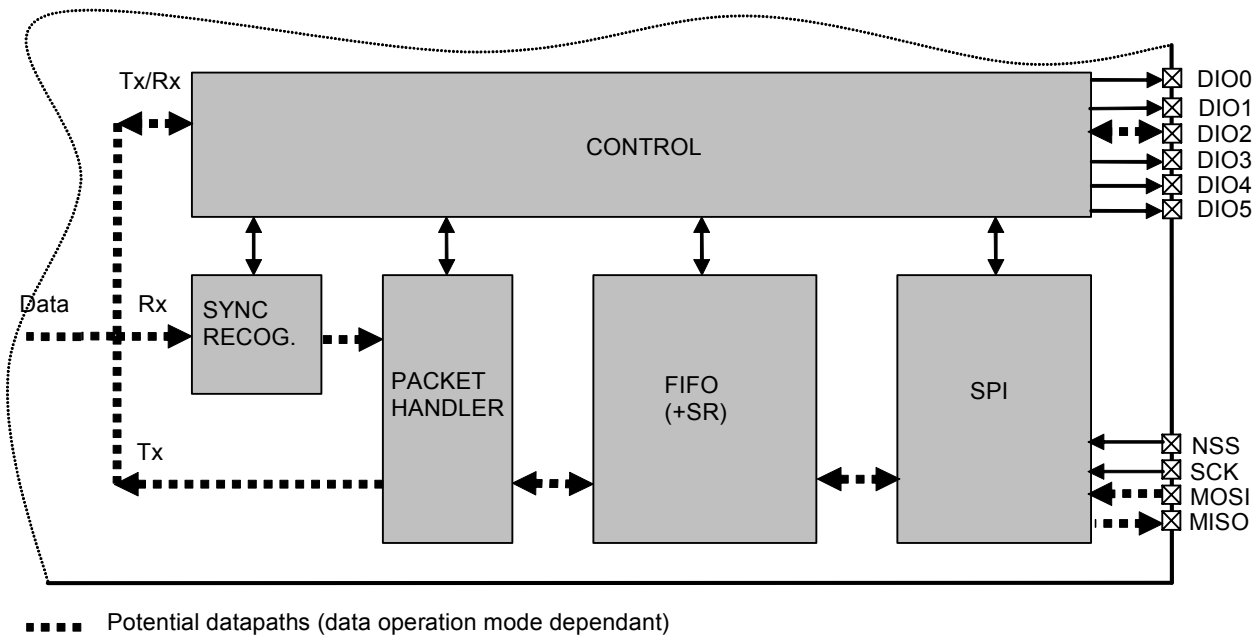 Tx/Rx
CONTROL
DIO0
DIO1
DIO2
DIO3
DIO4
DIO5
Data
Rx
SYNC
RECOG.
PACKET
HANDLER
FIFO
(+SR)
SPI
Tx
NSS
SCK
MOSI
MISO
Potential datapaths (data operation mode dependant)